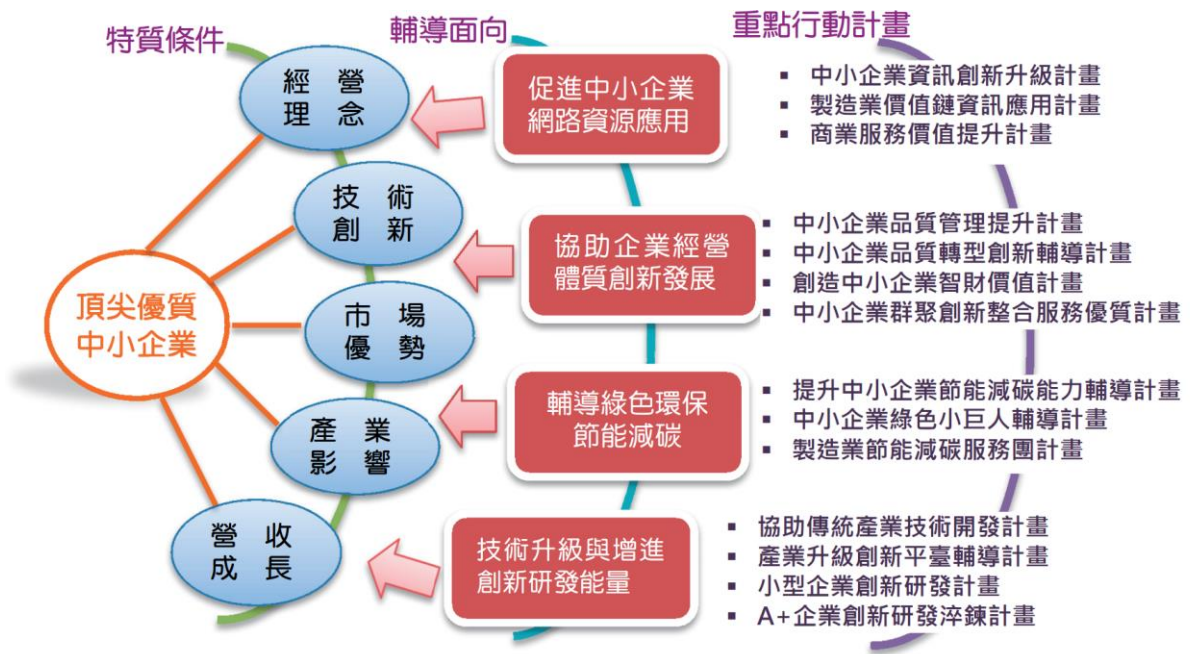 特質條件
輔導面向
重點行動計畫
頂尖優質
中小企業
經 營
理 念
技 術
創 新
市 場
優 勢
產 業
影 響
營 收
成 長
促進中小企業
網路資源應用
協助企業經營
體質創新發展
輔導綠色環保
節能減碳
技術升級與增進
創新研發能量
▪ 中小企業資訊創新升級計畫
▪ 製造業價值鏈資訊應用計畫
▪ 商業服務價值提升計畫
▪ 中小企業品質管理提升計畫
▪ 中小企業品質轉型創新輔導計畫
▪ 創造中小企業智財價值計畫
▪ 中小企業群聚創新整合服務優質計畫
▪ 提升中小企業節能減碳能力輔導計畫
▪ 中小企業綠色小巨人輔導計畫
▪ 製造業節能減碳服務團計畫
▪ 協助傳統產業技術開發計畫
▪ 產業升級創新平臺輔導計畫
▪ 小型企業創新研發計畫
▪ A+企業創新研發淬鍊計畫